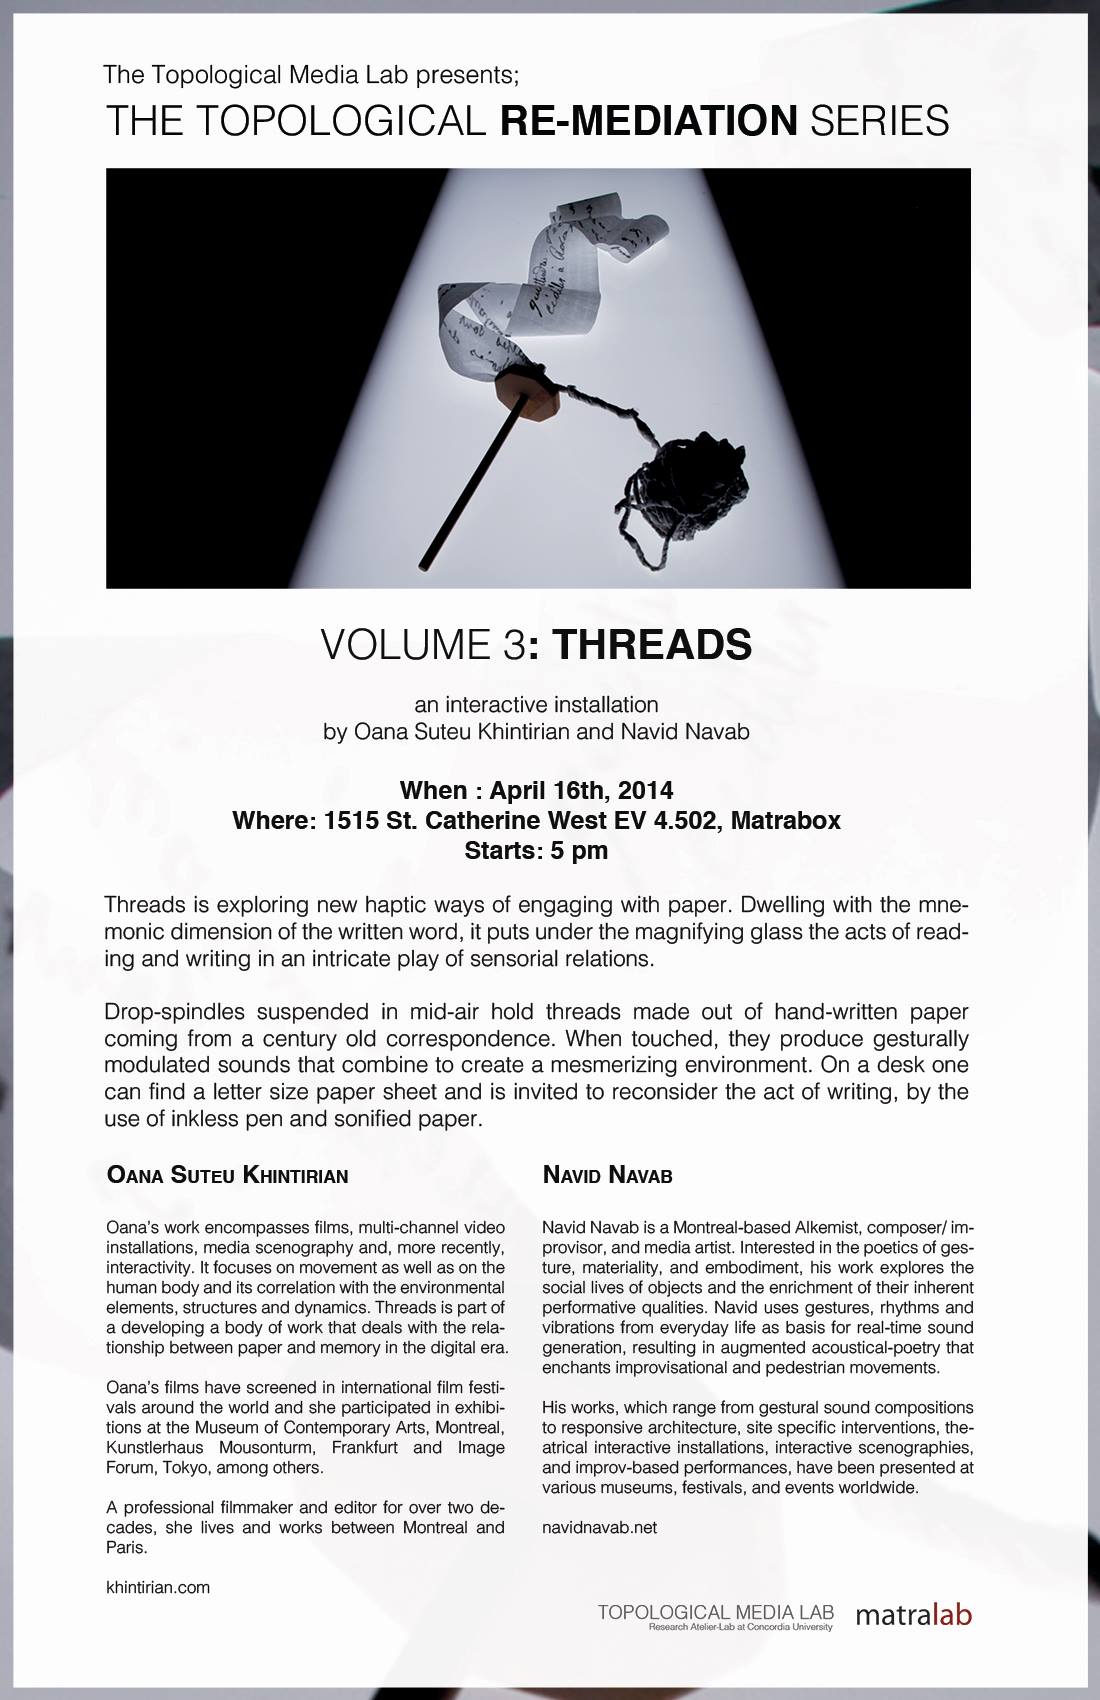 The Topological Media Lab presents;
THE TOPOLOGICAL RE-MEDIATION SERIES
VOLUME 3: THREADS
an interactive installation
by Oana Suteu Khintirian and Navid Navab
When : April 16th, 2014
Where: 1515 St. Catherine West EV 4.502, Matrabox
Starts: 5 pm
Threads is exploring new haptic ways of engaging with paper. Dwelling with the mne-
monic dimension of the written word, it puts under the magnifying glass the acts of read-
ing and writing in an intricate play of sensorial relations.
Drop-spindles suspended in mid-air hold threads made out of hand-written paper
coming from a century old correspondence. When touched, they produce gesturally
modulated sounds that combine to create a mesmerizing environment. On a desk one
can find a letter size paper sheet and is invited to reconsider the act of writing, by the
use of inkless pen and sonified paper.
OANA SUTEU KHINTIRIAN
Oana's work encompasses films, multi-channel video
installations, media scenography and, more recently,
interactivity. It focuses on movement as well as on the
human body and its correlation with the environmental
elements, structures and dynamics. Threads is part of
a developing a body of work that deals with the rela-
tionship between paper and memory in the digital era.
Oana's films have screened in international film festi-
vals around the world and she participated in exhibi-
tions at the Museum of Contemporary Arts, Montreal,
Kunstlerhaus Mousonturm, Frankfurt and Image
Forum, Tokyo, among others.
A professional filmmaker and editor for over two de-
cades, she lives and works between Montreal and
Paris.
khintirian.com
NAVID NAVAB
Navid Navab is a Montreal-based Alkemist, composer/ im-
provisor, and media artist. Interested in the poetics of ges-
ture, materiality, and embodiment, his work explores the
social lives of objects and the enrichment of their inherent
performative qualities. Navid uses gestures, rhythms and
vibrations from everyday life as basis for real-time sound
generation, resulting in augmented acoustical-poetry that
enchants improvisational and pedestrian movements.
His works, which range from gestural sound compositions
to responsive architecture, site specific interventions, the-
atrical interactive installations, interactive scenographies,
and improv-based performances, have been presented at
various museums, festivals, and events worldwide.
navidnavab.net
TOPOLOGICAL MEDIA LAB
Research Atelier-Lab at Concordia University
matralab